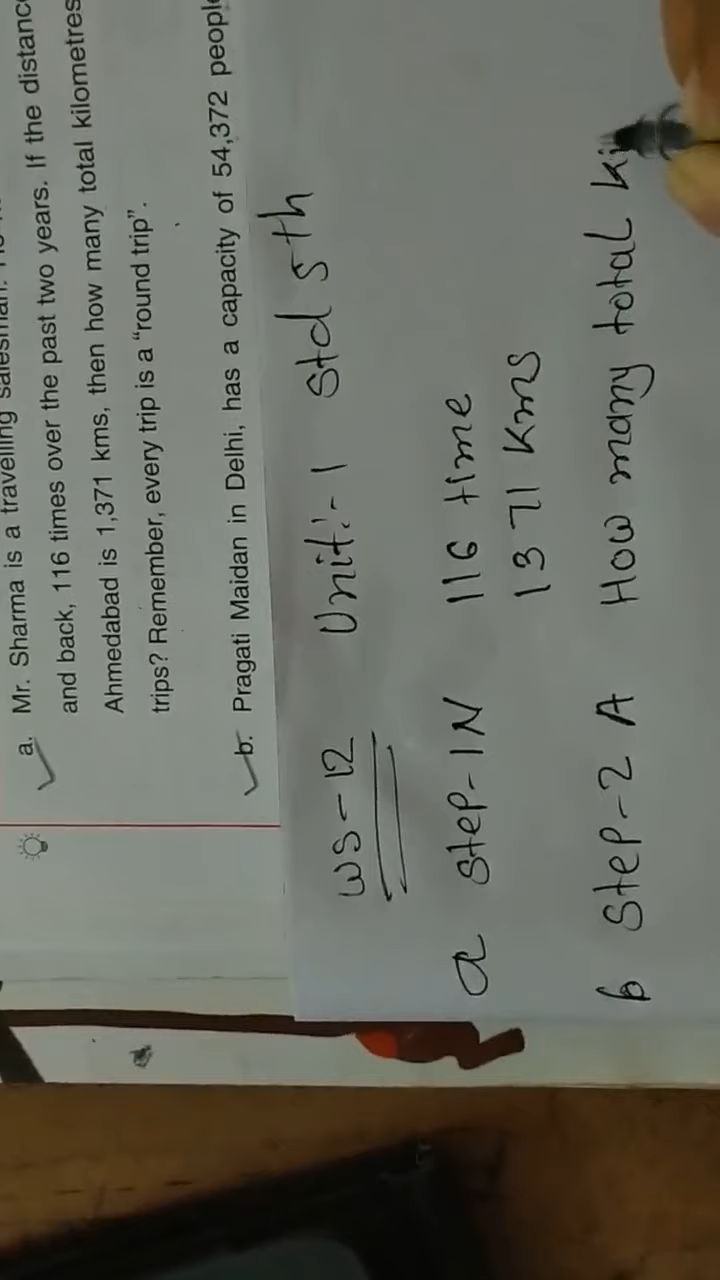 a. Mr. Sharma is a travelling salesman.
and back, 116 times over the past two years. If the distance
Ahmedabad is 1,371 kms, then how many total kilometres
trips? Remember, every trip is a “round trip”.
b. Pragati Maidan in Delhi, has a capacity of 54,372 people
WS-12 Unit:-1 Std 5th
a Step-1N 116 time
1371 kms
b Step-2 A How many total ki